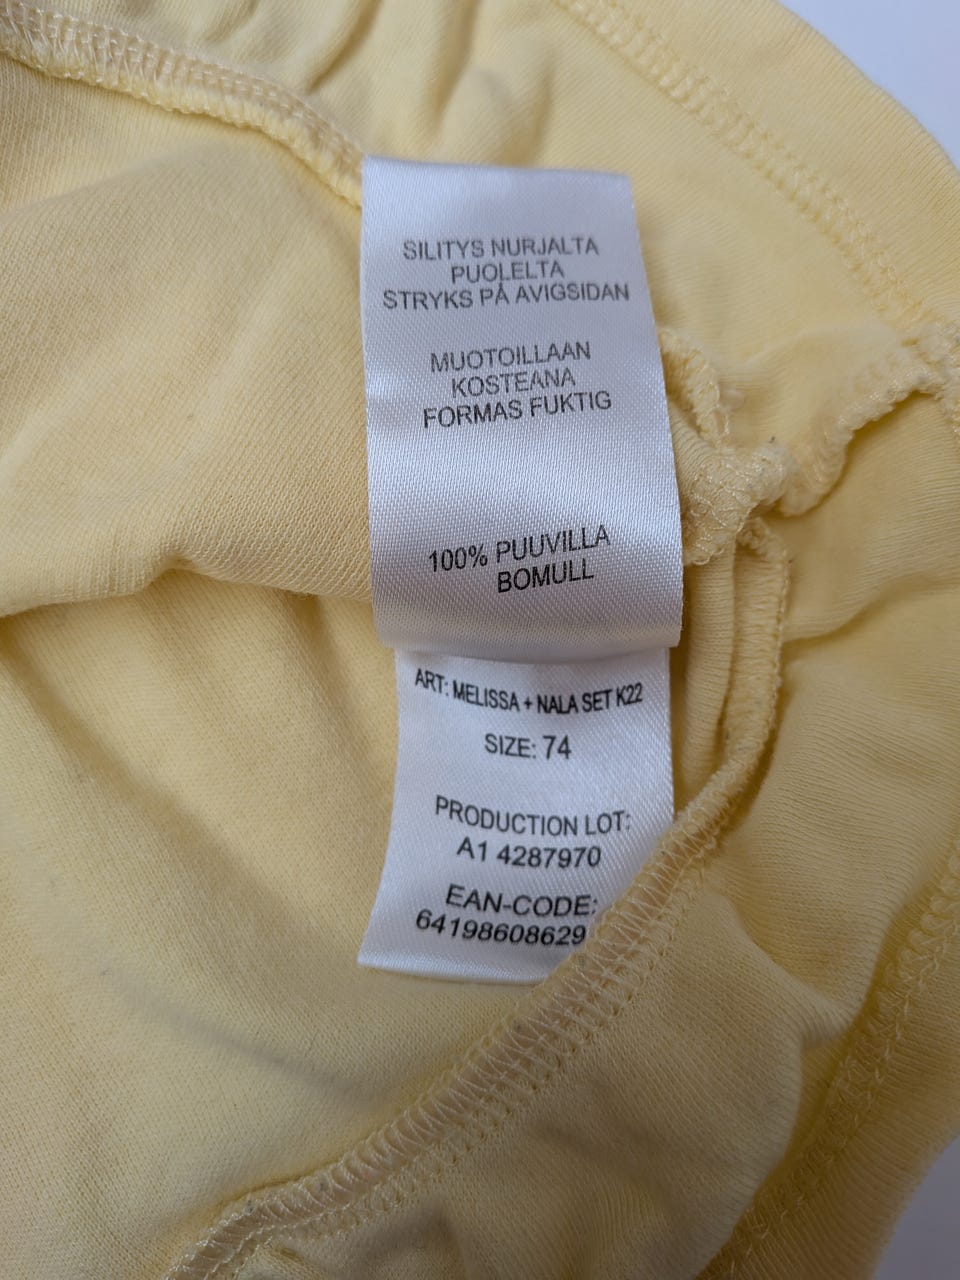 SILITYS NURJALTA
PUOLELTA
STRYKS PÅ AVIGSIDAN
MUOTOILLAAN
KOSTEANA
FORMAS FUKTIG
100% PUUVILLA
BOMULL
ART: MELISSA + NALA SET K22
SIZE: 74
PRODUCTION LOT:
A1 4287970
EAN-CODE:
64198608629